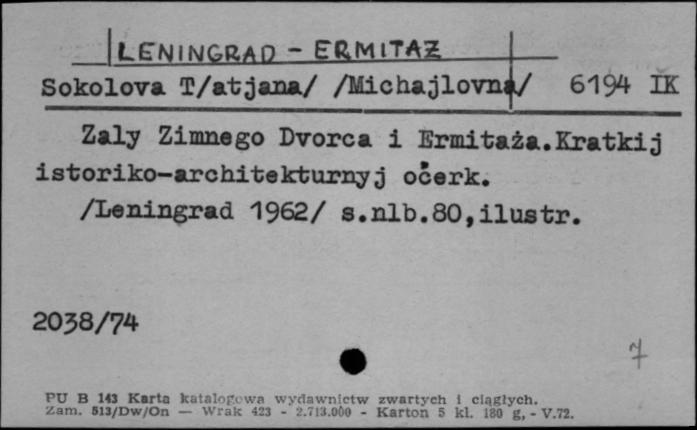 LENINGRAD - ERMITAZ
Sokolova T/atjana/ /Michajlovna/ 6194 IK
Zaly Zimnego Dvorca i Ermitaża.Kratkij
istoriko-architekturnyj očerk.
/Leningrad 1962/ s.nlb.80,ilustr.
2038/74
7
PU B 143 Karta katalogowa wydawnictw zwartych i ciągłych.
Zam. 513/Dw/On — Wrak 423 - 2.713.000 - Karton 5 kl. 180 g, - V.72.